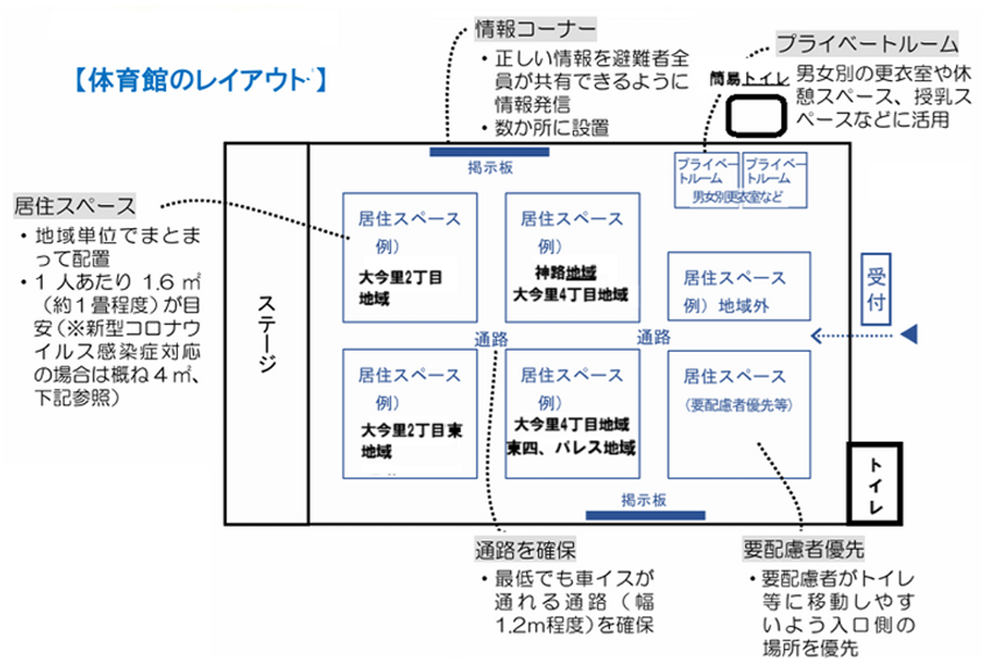 【体育館のレイアウト】
情報コーナー
・正しい情報を避難者全
員が共有できるように
情報発信
・数か所に設置
プライベートルーム
男女別の更衣室や休
憩スペース、授乳ス
ペースなどに活用
簡易トイレ
掲示板
プライベー
トルーム
プライベー
トルーム
男女別更衣室など
居住スペース
・地域単位でまとま
って配置
・1人あたり 1.6 ㎡
（約1畳程度）が目
安（※新型コロナウ
イルス感染症対応
の場合は概ね4㎡、
下記参照）
ステージ
居住スペース
例）
大今里2丁目
地域
居住スペース
例）
神路地域
大今里4丁目地域
居住スペース
例）地域外
受付
通路
通路
居住スペース
例）
大今里2丁目東
地域
居住スペース
例）
大今里4丁目地域
東四、パレス地域
居住スペース
（要配慮者優先等）
トイレ
掲示板
通路を確保
・最低でも車イスが
通れる通路（幅
1.2m程度）を確保
要配慮者優先
・要配慮者がトイレ
等に移動しやす
いよう入口側の
場所を優先